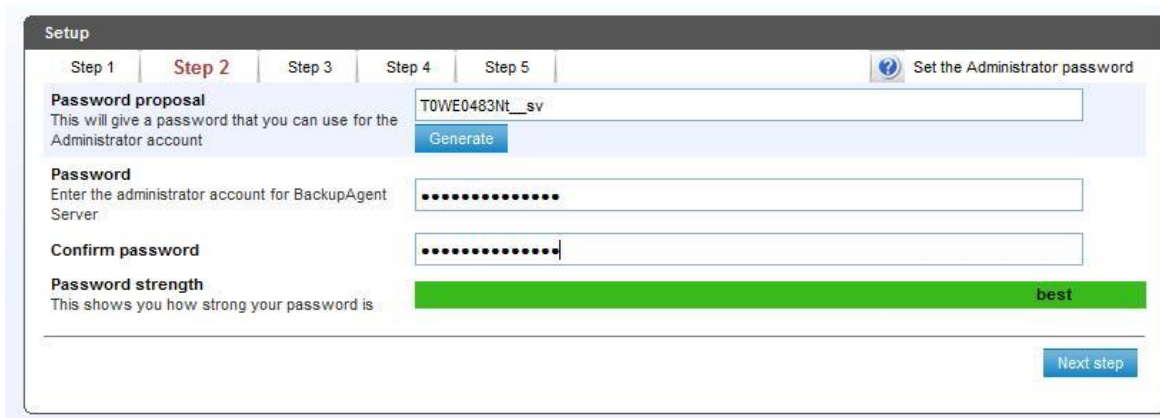 Setup
Step 1 Step 2 Step 3 Step 4 Step 5 Set the Administrator password
Password proposal
This will give a password that you can use for the
Administrator account
T0WE0483Nt__sv
Generate
Password
Enter the administrator account for BackupAgent
Server
••••••••••••••
Confirm password
••••••••••••••
Password strength
This shows you how strong your password is
best
Next step